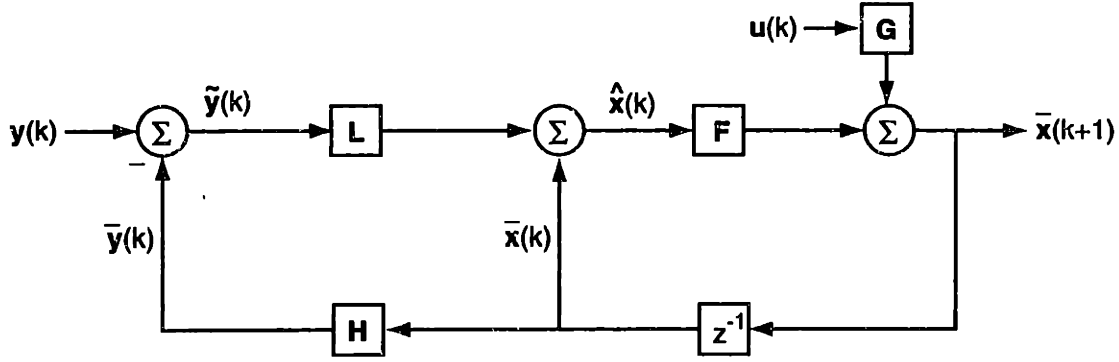 u(k)
G
y(k)
Σ
−
ỹ(k)
L
Σ
x̂(k)
F
Σ
x̄(k+1)
ȳ(k)
x̄(k)
H
z⁻¹